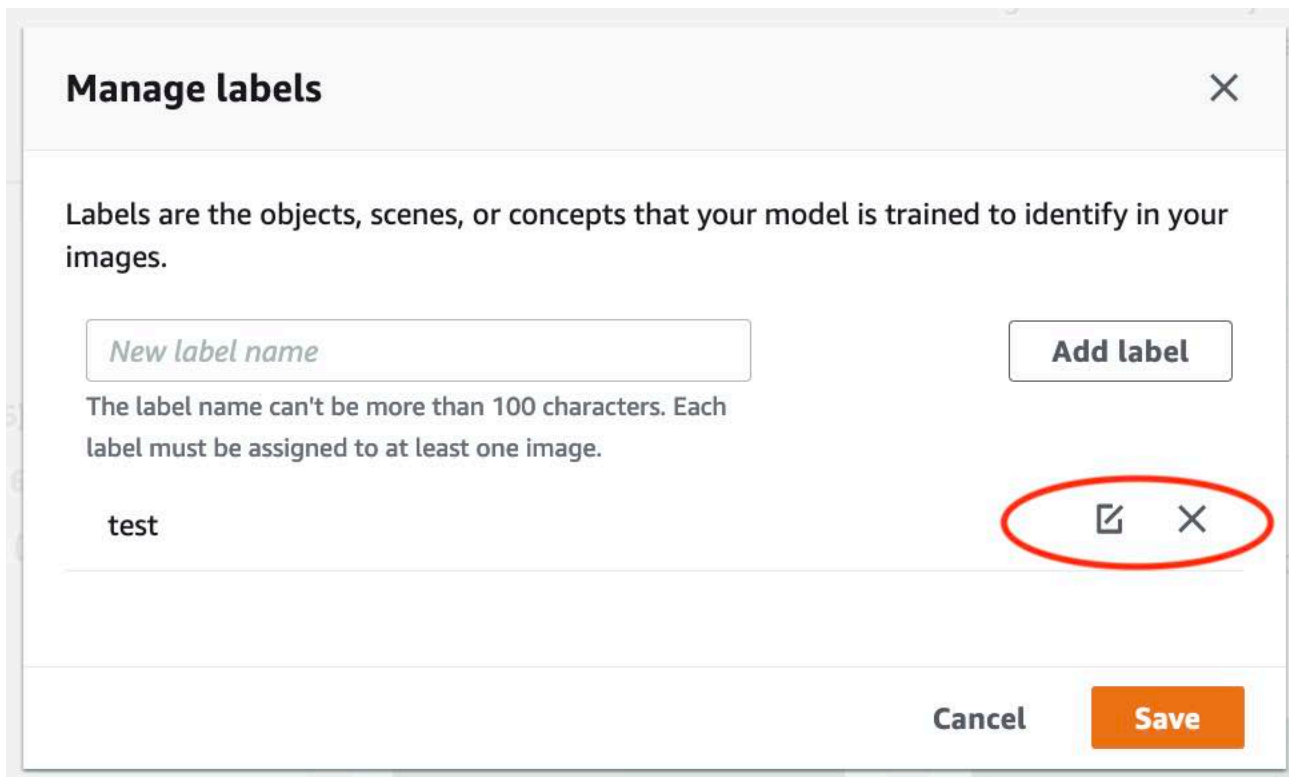 Manage labels
Labels are the objects, scenes, or concepts that your model is trained to identify in your
images.
New label name
Add label
The label name can't be more than 100 characters. Each
label must be assigned to at least one image.
test
Cancel
Save